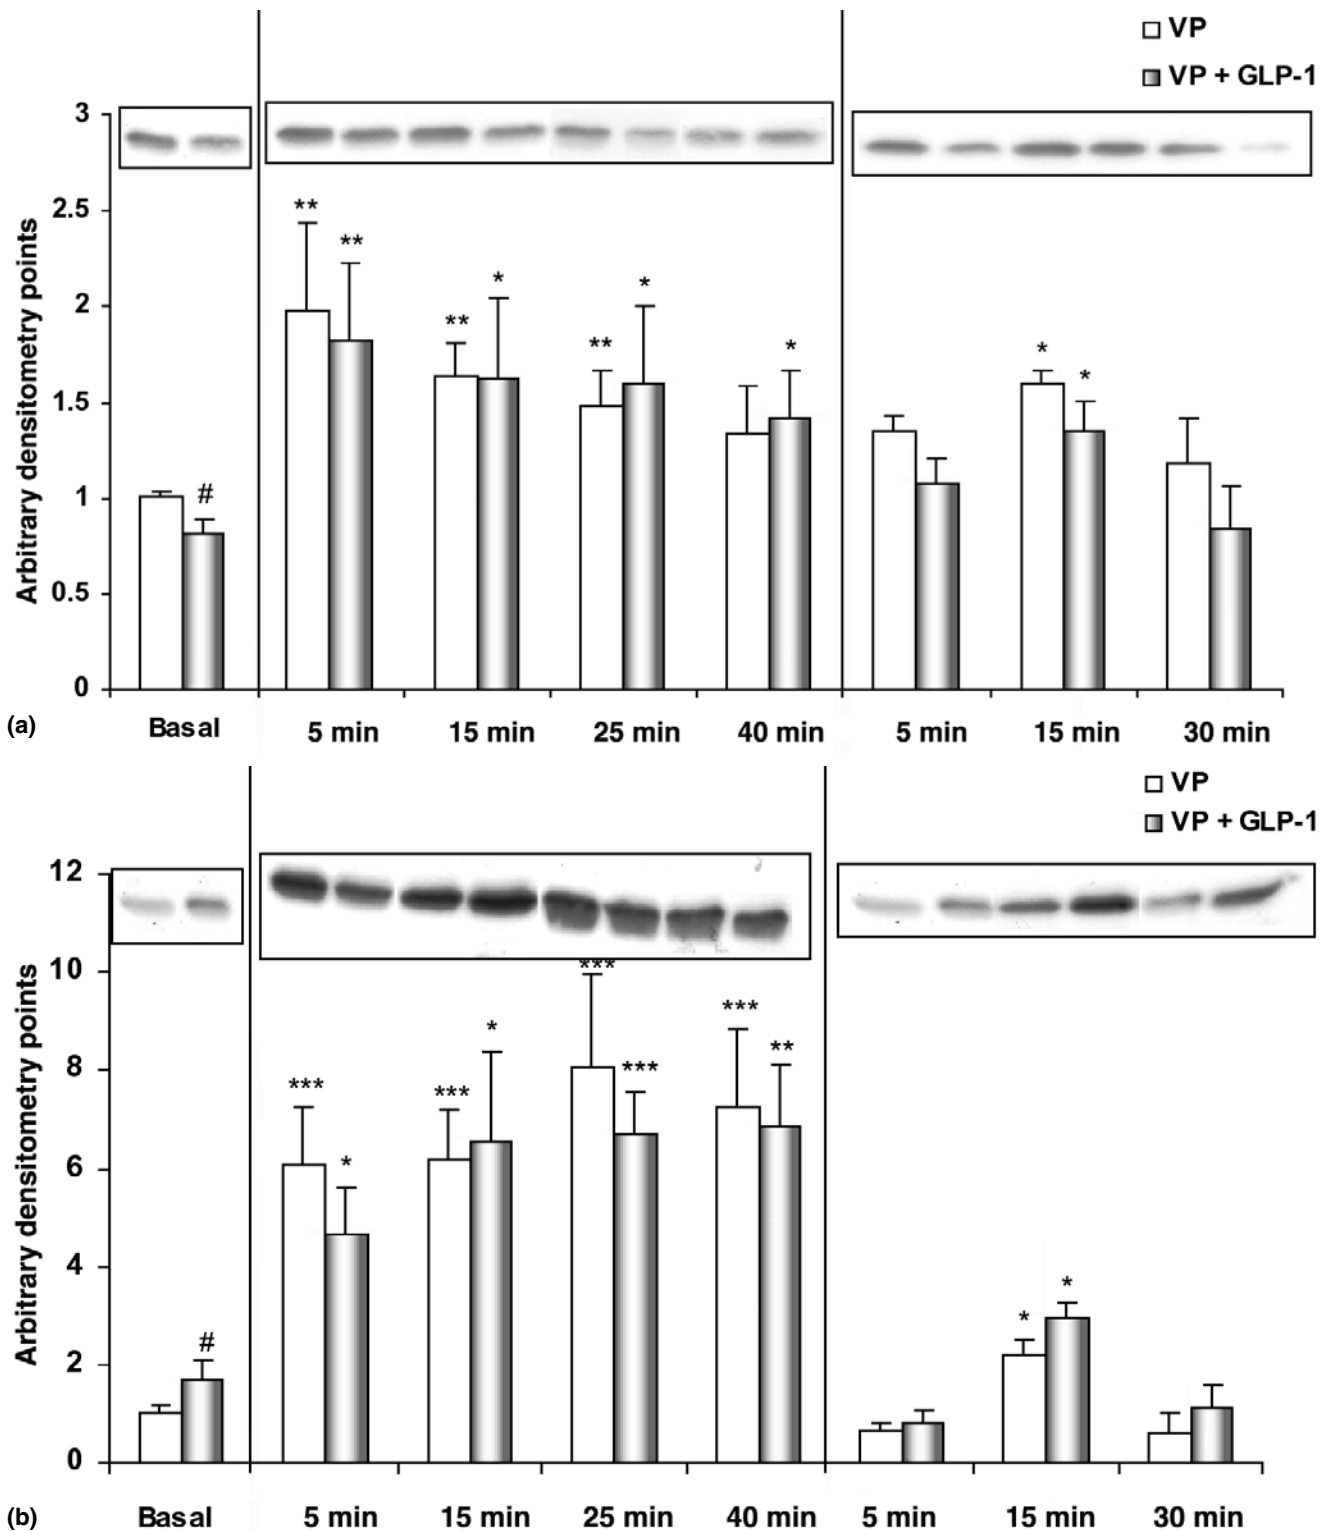 VP
VP + GLP-1
3
2.5
2
1.5
1
0.5
0
Arbitrary densitometry points
** ** ** * ** * * * *
#
Basal 5 min 15 min 25 min 40 min 5 min 15 min 30 min
(a)
VP
VP + GLP-1
12
10
8
6
4
2
0
Arbitrary densitometry points
*** * *** * *** *** *** ** * *
#
Basal 5 min 15 min 25 min 40 min 5 min 15 min 30 min
(b)